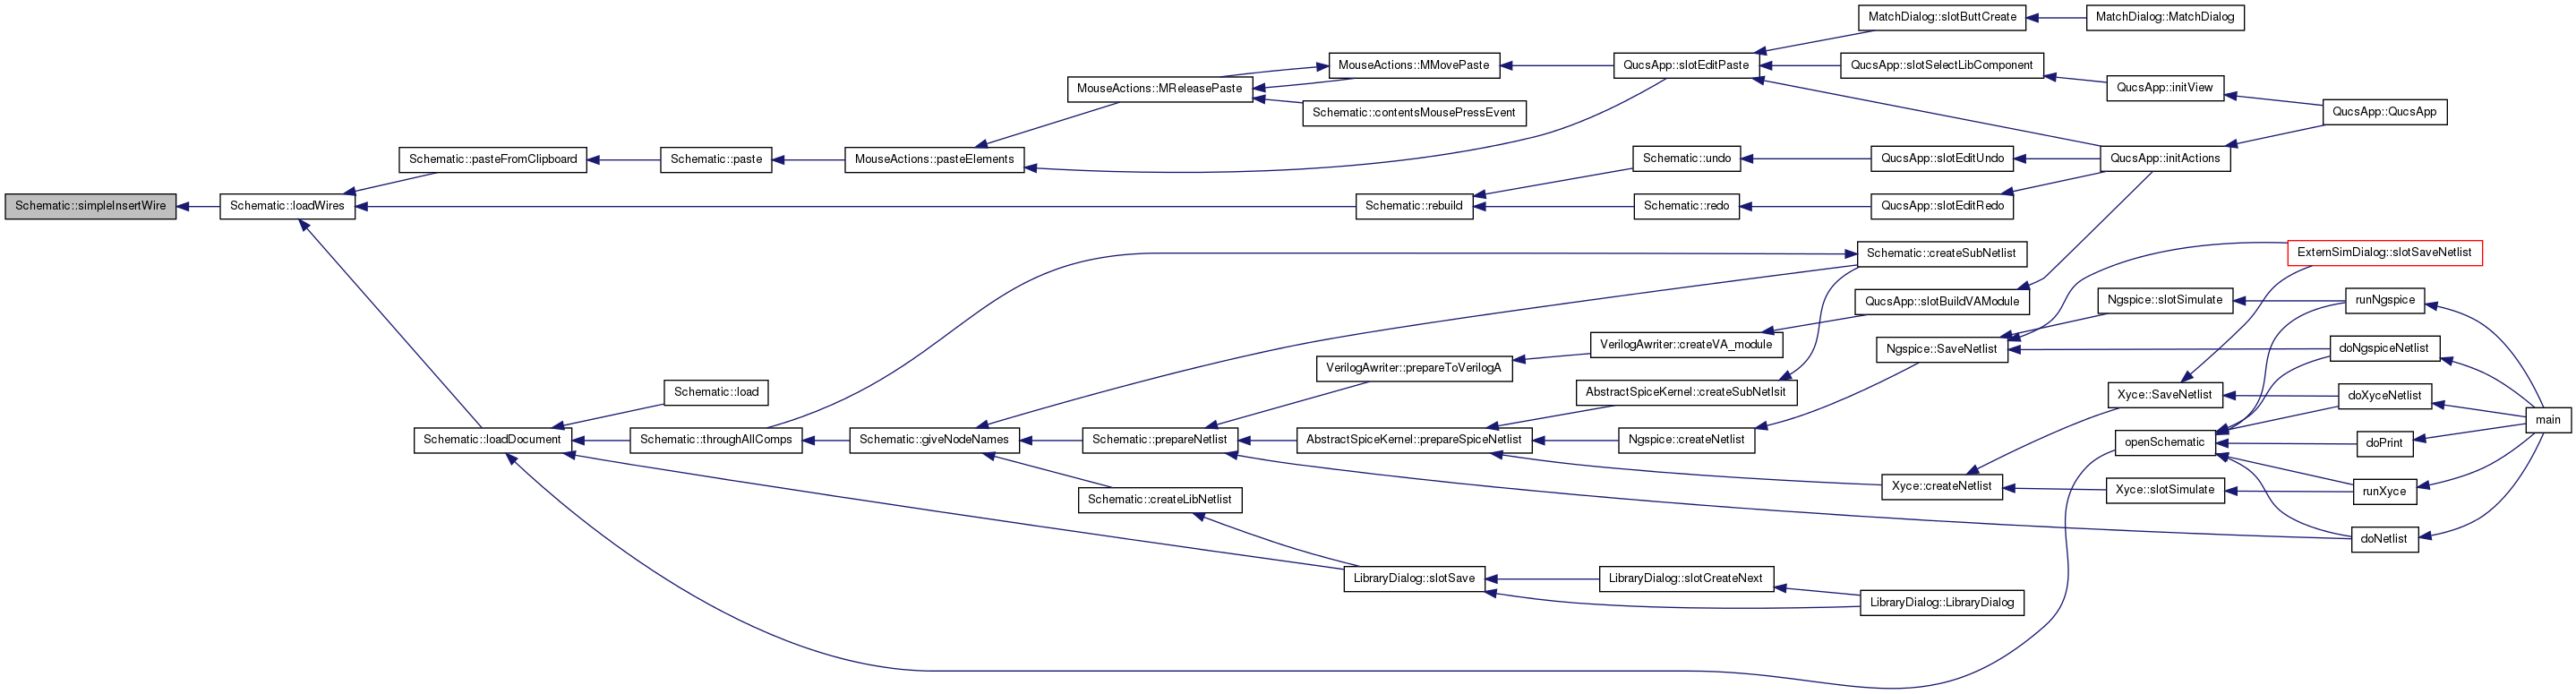 MatchDialog::slotButtCreate
MatchDialog::MatchDialog
MouseActions::MMovePaste
QucsApp::slotEditPaste
QucsApp::slotSelectLibComponent
MouseActions::MReleasePaste
QucsApp::initView
Schematic::contentsMousePressEvent
QucsApp::QucsApp
Schematic::pasteFromClipboard
Schematic::paste
MouseActions::pasteElements
Schematic::undo
QucsApp::slotEditUndo
QucsApp::initActions
Schematic::simpleInsertWire
Schematic::loadWires
Schematic::rebuild
Schematic::redo
QucsApp::slotEditRedo
Schematic::createSubNetlist
ExternSimDialog::slotSaveNetlist
QucsApp::slotBuildVAModule
Ngspice::slotSimulate
runNgspice
VerilogAwriter::createVA_module
Ngspice::SaveNetlist
doNgspiceNetlist
VerilogAwriter::prepareToVerilogA
Schematic::load
AbstractSpiceKernel::createSubNetlsit
Xyce::SaveNetlist
doXyceNetlist
main
Schematic::loadDocument
Schematic::throughAllComps
Schematic::giveNodeNames
Schematic::prepareNetlist
AbstractSpiceKernel::prepareSpiceNetlist
Ngspice::createNetlist
openSchematic
doPrint
Schematic::createLibNetlist
Xyce::createNetlist
Xyce::slotSimulate
runXyce
doNetlist
LibraryDialog::slotSave
LibraryDialog::slotCreateNext
LibraryDialog::LibraryDialog